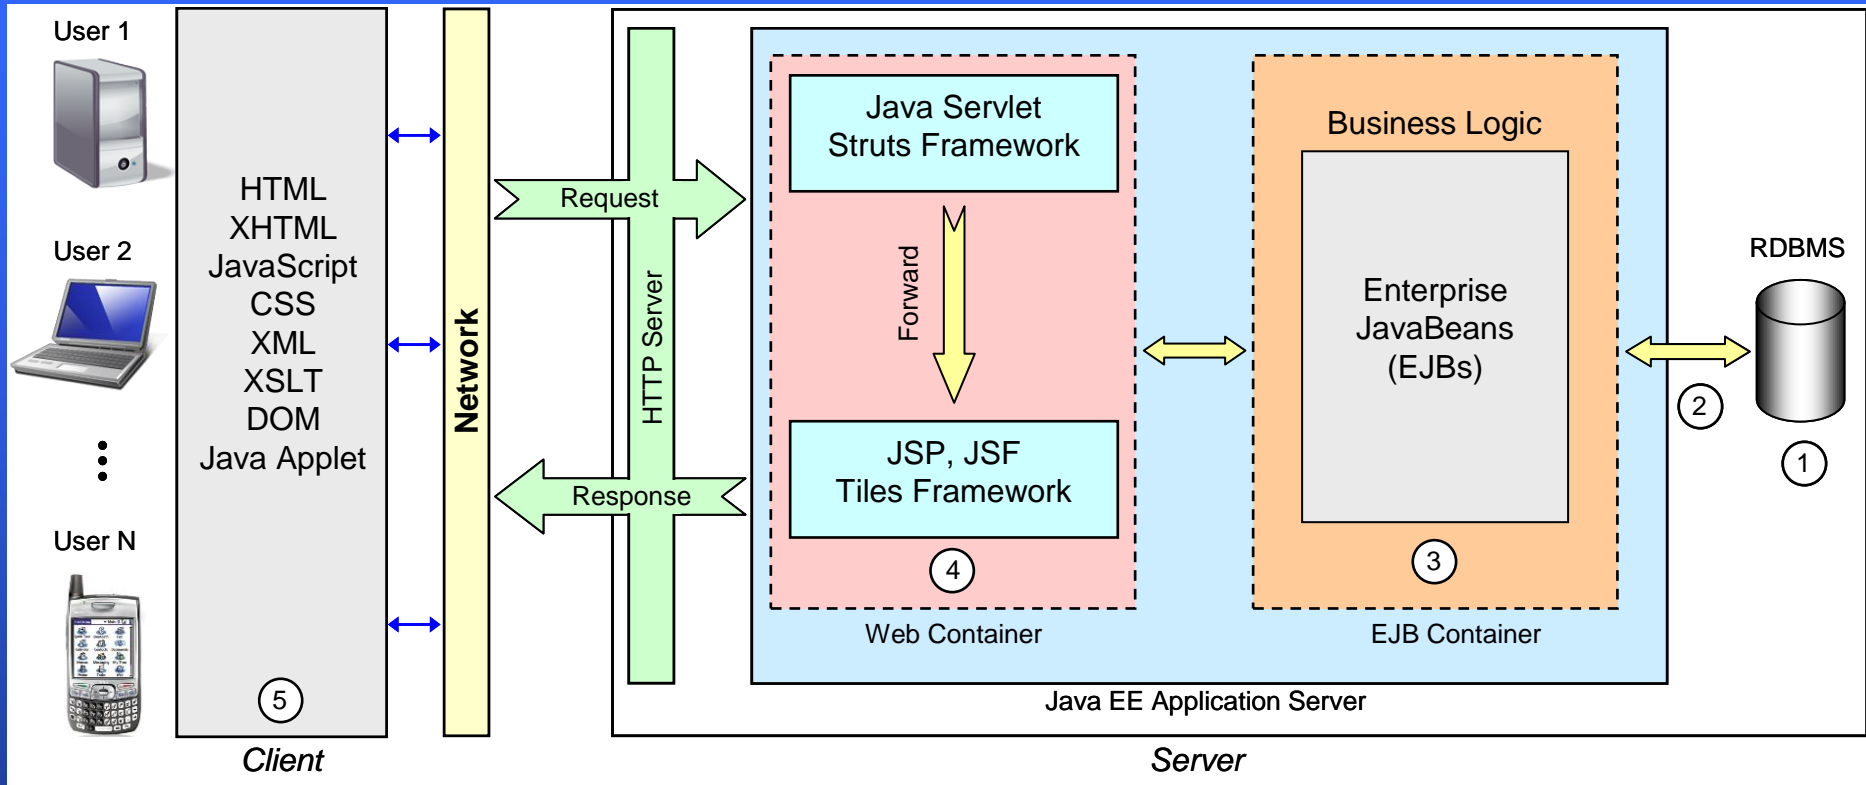 User 1
User 2
User N
HTML
XHTML
JavaScript
CSS
XML
XSLT
DOM
Java Applet
5
Client
Network
Request
Response
HTTP Server
Java Servlet
Struts Framework
Forward
JSP, JSF
Tiles Framework
4
Web Container
Business Logic
Enterprise
JavaBeans
(EJBs)
3
EJB Container
Java EE Application Server
2
RDBMS
1
Server